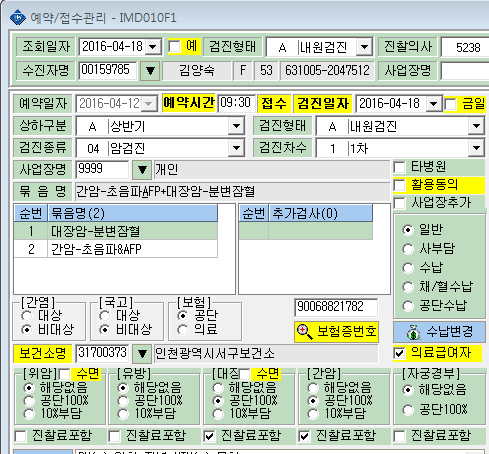 예약/접수관리 - IMD010F1
조회일자 2016-04-18 예 검진형태 A 내원검진 진찰의사 5238
수진자명 00159785 김양숙 F 53 631005-2047512 사업장명
예약일자 2016-04-12 예약시간 09:30 접수 검진일자 2016-04-18 금일
상하구분 A 상반기 검진형태 A 내원검진
검진종류 04 암검진 검진차수 1 1차
사업장명 9999 개인 타병원
활용동의
묶 음 명 간암-초음파AFP+대장암-분변잠혈 사업장추가
순번 묶음명(2) 순번 추가검사(0)
1 대장암-분변잠혈 일반
2 간암-초음파&AFP 사부담
수납
채/혈수납
공단수납
[간염] [국고] [보험] 90068821782
대상 대상 공단
비대상 비대상 의료 보험증번호 수납변경
보건소명 31700373 인천광역시서구보건소 의료급여자
[위암] 수면 [유방] [대장 수면 [간암] [자궁경부]
해당없음 해당없음 해당없음 해당없음 해당없음
공단100% 공단100% 공단100% 공단100% 공단100%
10%부담 10%부담 10%부담 10%부담
진찰료포함 진찰료포함 진찰료포함 진찰료포함 진찰료포함